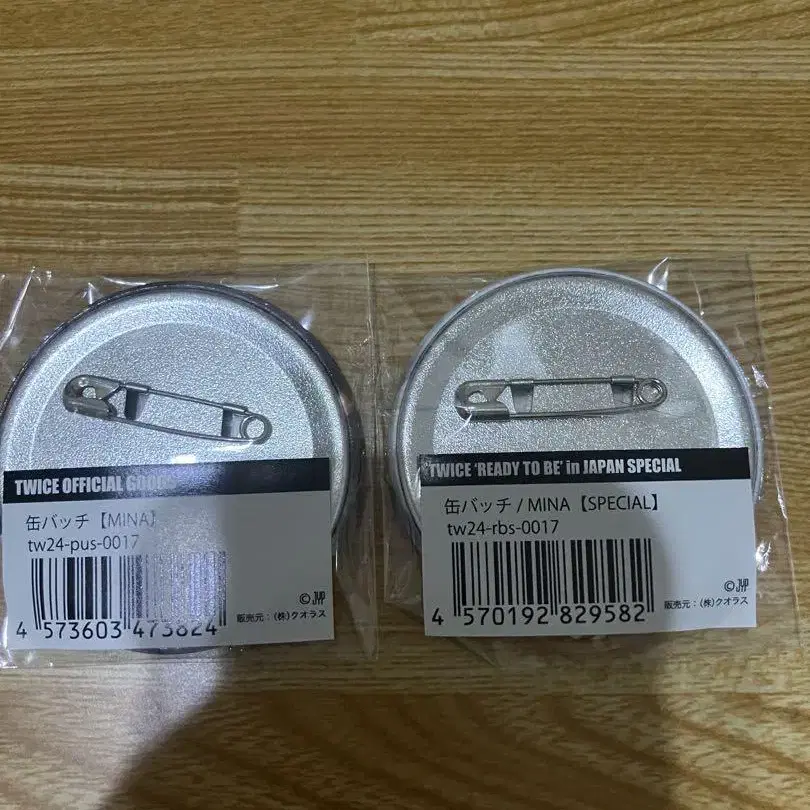 TWICE OFFICIAL GOODS
缶バッチ【MINA】
tw24-pus-0017
4 573603 473824
©JYP
販売元：（株）クオラス
TWICE 'READY TO BE' in JAPAN SPECIAL
缶バッチ / MINA【SPECIAL】
tw24-rbs-0017
4 570192 829582
©JYP
販売元：（株）クオラス